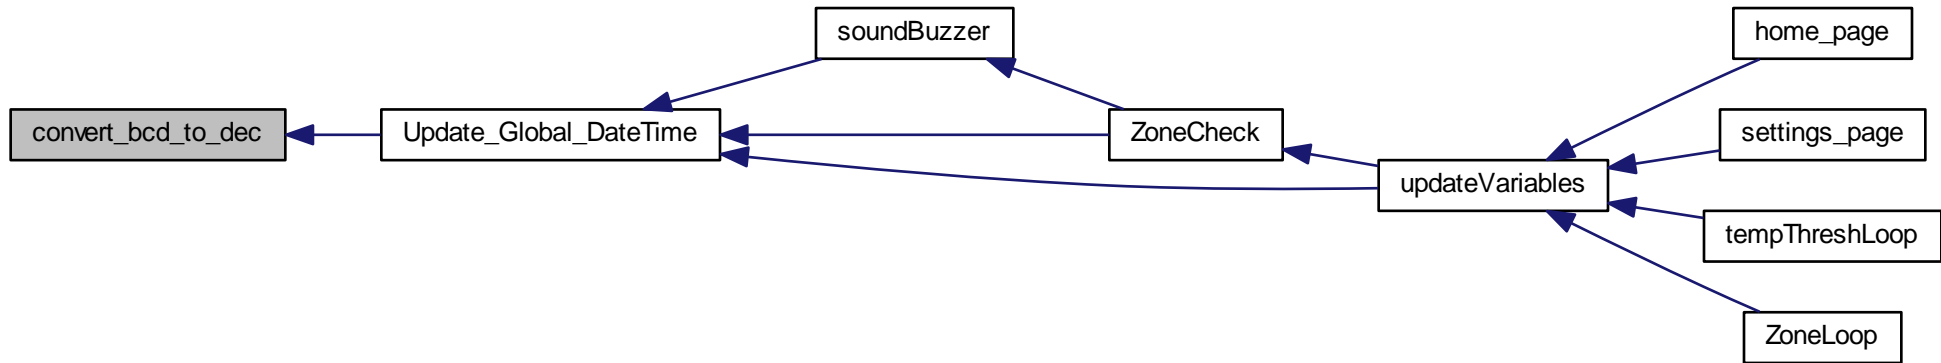 soundBuzzer
home_page
convert_bcd_to_dec
Update_Global_DateTime
ZoneCheck
settings_page
updateVariables
tempThreshLoop
ZoneLoop